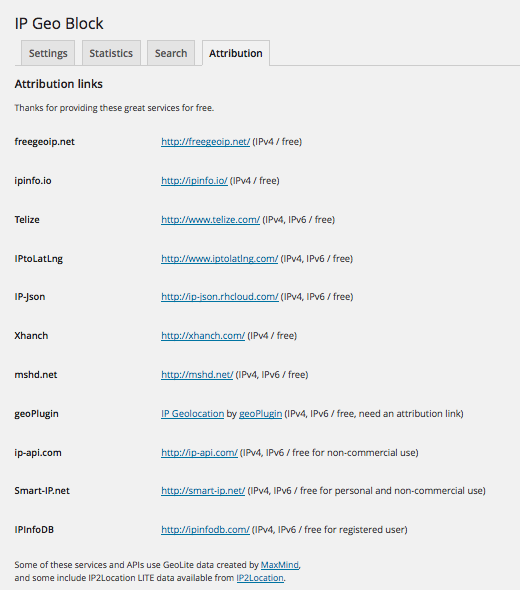 IP Geo Block
Settings Statistics Search Attribution
Attribution links
Thanks for providing these great services for free.
freegeoip.net http://freegeoip.net/ (IPv4 / free)
ipinfo.io http://ipinfo.io/ (IPv4 / free)
Telize http://www.telize.com/ (IPv4, IPv6 / free)
IPtoLatLng http://www.iptolatlng.com/ (IPv4, IPv6 / free)
IP-Json http://ip-json.rhcloud.com/ (IPv4, IPv6 / free)
Xhanch http://xhanch.com/ (IPv4 / free)
mshd.net http://mshd.net/ (IPv4, IPv6 / free)
geoPlugin IP Geolocation by geoPlugin (IPv4, IPv6 / free, need an attribution link)
ip-api.com http://ip-api.com/ (IPv4, IPv6 / free for non-commercial use)
Smart-IP.net http://smart-ip.net/ (IPv4, IPv6 / free for personal and non-commercial use)
IPInfoDB http://ipinfodb.com/ (IPv4, IPv6 / free for registered user)
Some of these services and APIs use GeoLite data created by MaxMind,
and some include IP2Location LITE data available from IP2Location.